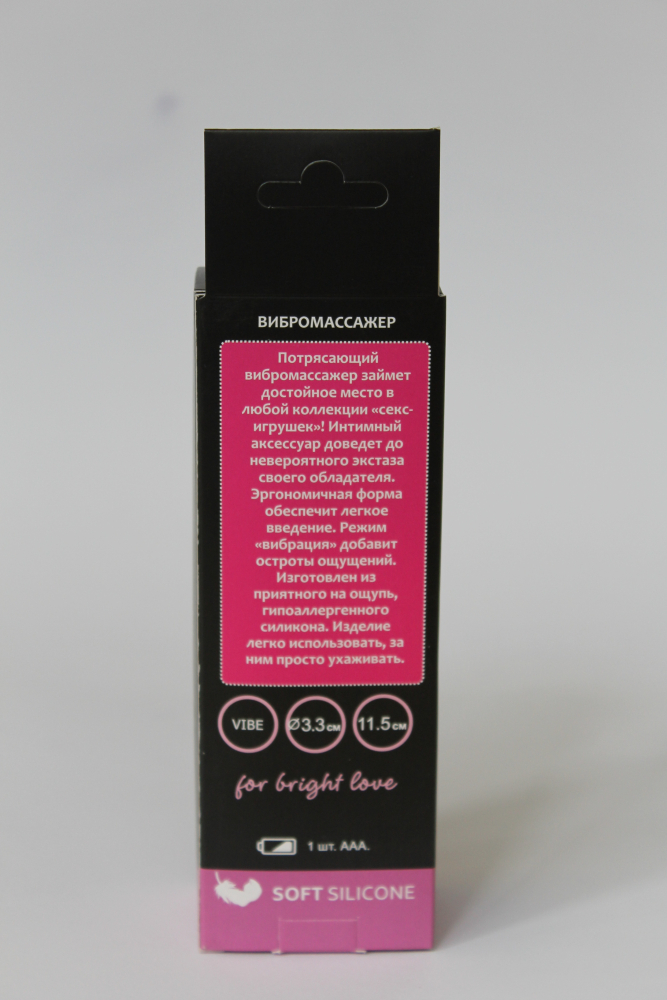 ВИБРОМАССАЖЕР
Потрясающий
вибромассажер займет
достойное место в
любой коллекции «секс-
игрушек»! Интимный
аксессуар доведет до
невероятного экстаза
своего обладателя.
Эргономичная форма
обеспечит легкое
введение. Режим
«вибрация» добавит
остроты ощущений.
Изготовлен из
приятного на ощупь,
гипоаллергенного
силикона. Изделие
легко использовать, за
ним просто ухаживать.
VIBE Ø3.3см 11.5см
for bright love
1 шт. ААА.
SOFT SILICONE